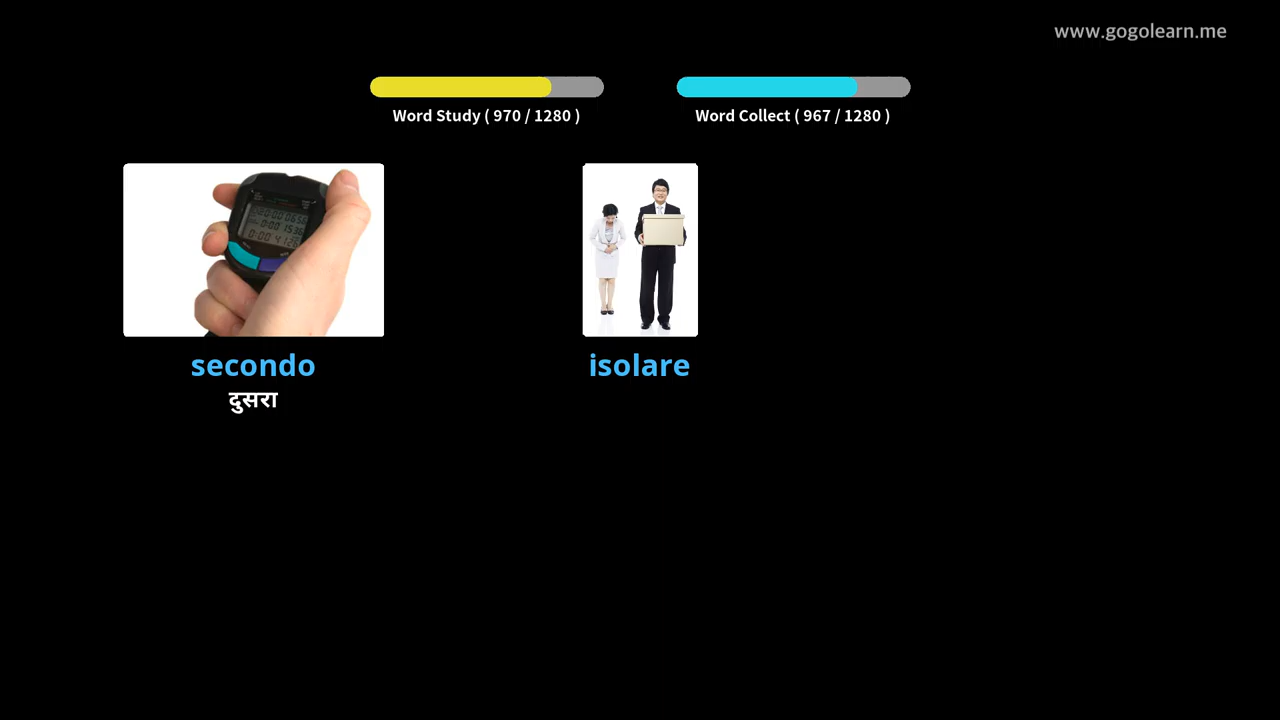 www.gogolearn.me
Word Study ( 970 / 1280 )
Word Collect ( 967 / 1280 )
secondo
दुसरा
isolare